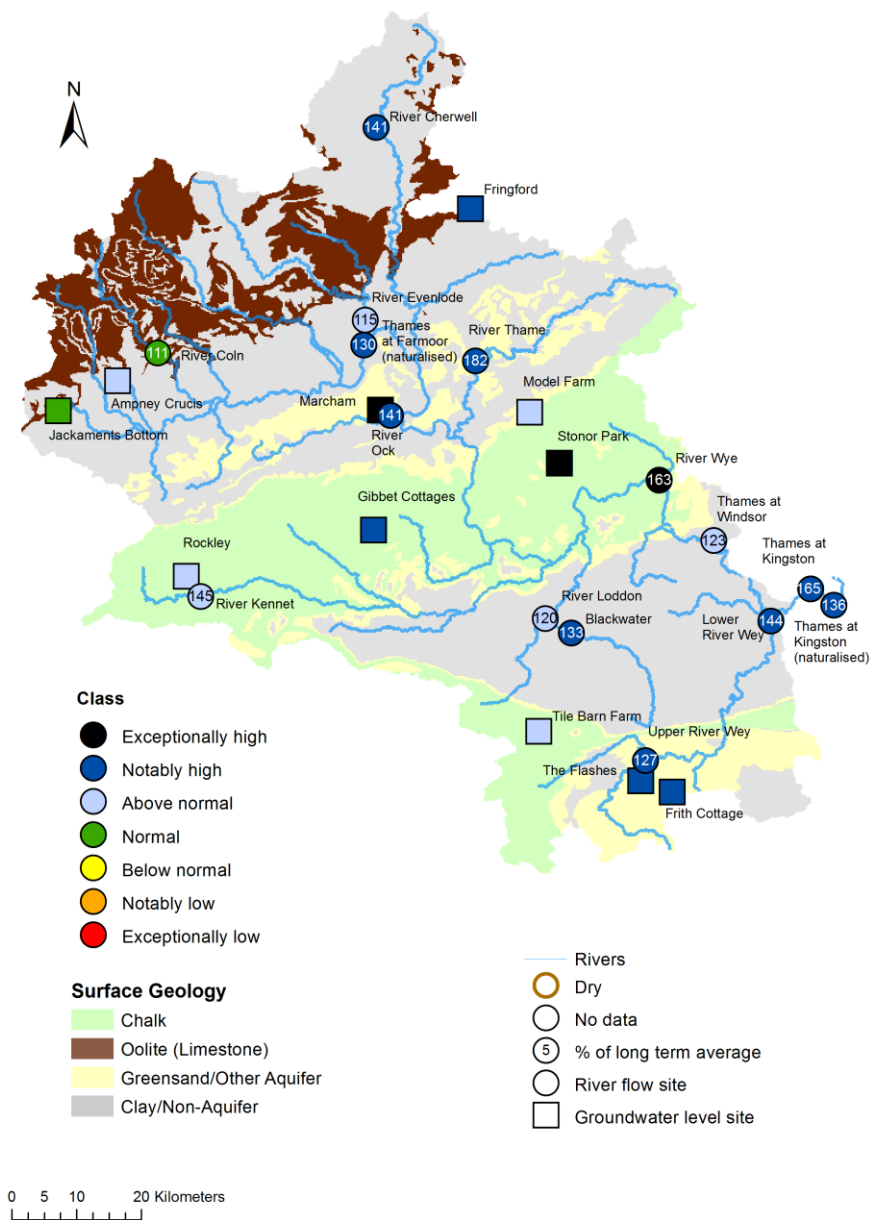 N
141
River Cherwell
Fringford
River Evenlode
115
Thames
at Farmoor
(naturalised)
130
River Thame
182
111
River Coln
Ampney Crucis
Jackaments Bottom
Marcham
141
River
Ock
Model Farm
Stonor Park
River Wye
163
Gibbet Cottages
Thames at
Windsor
123
Rockley
145
River Kennet
Thames at
Kingston
165
136
Thames at
Kingston
(naturalised)
River Loddon
120
Blackwater
133
Lower
River Wey
144
Tile Barn Farm
Upper River Wey
127
The Flashes
Frith Cottage
Class
Exceptionally high
Notably high
Above normal
Normal
Below normal
Notably low
Exceptionally low
Surface Geology
Chalk
Oolite (Limestone)
Greensand/Other Aquifer
Clay/Non-Aquifer
Rivers
Dry
No data
5
% of long term average
River flow site
Groundwater level site
0 5 10 20 Kilometers